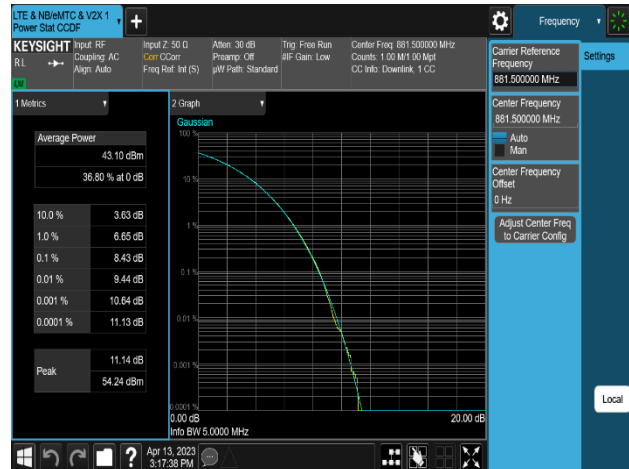 LTE & NB/eMTC & V2X 1
Power Stat CCDF
Frequency
KEYSIGHT
RL
LM
Input: RF
Coupling: AC
Align: Auto
Input Z: 50 Ω
Corr CCorr
Freq Ref: Int (S)
Atten: 30 dB
Preamp: Off
µW Path: Standard
Trig: Free Run
#IF Gain: Low
Center Freq: 881.500000 MHz
Counts: 1.00 M/1.00 Mpt
CC Info: Downlink, 1 CC
Carrier Reference
Frequency
881.500000 MHz
Settings
Center Frequency
881.500000 MHz
Auto
Man
Center Frequency
Offset
0 Hz
Adjust Center Freq
to Carrier Config
Local
1 Metrics
Average Power
43.10 dBm
36.80 % at 0 dB
10.0 % 3.63 dB
1.0 % 6.65 dB
0.1 % 8.43 dB
0.01 % 9.44 dB
0.001 % 10.64 dB
0.0001 % 11.13 dB
Peak
11.14 dB
54.24 dBm
2 Graph
Gaussian
100 %
10 %
1 %
0.1 %
0.01 %
0.001 %
0.0001 %
0.00 dB
20.00 dB
Info BW 5.0000 MHz
Apr 13, 2023
3:17:38 PM